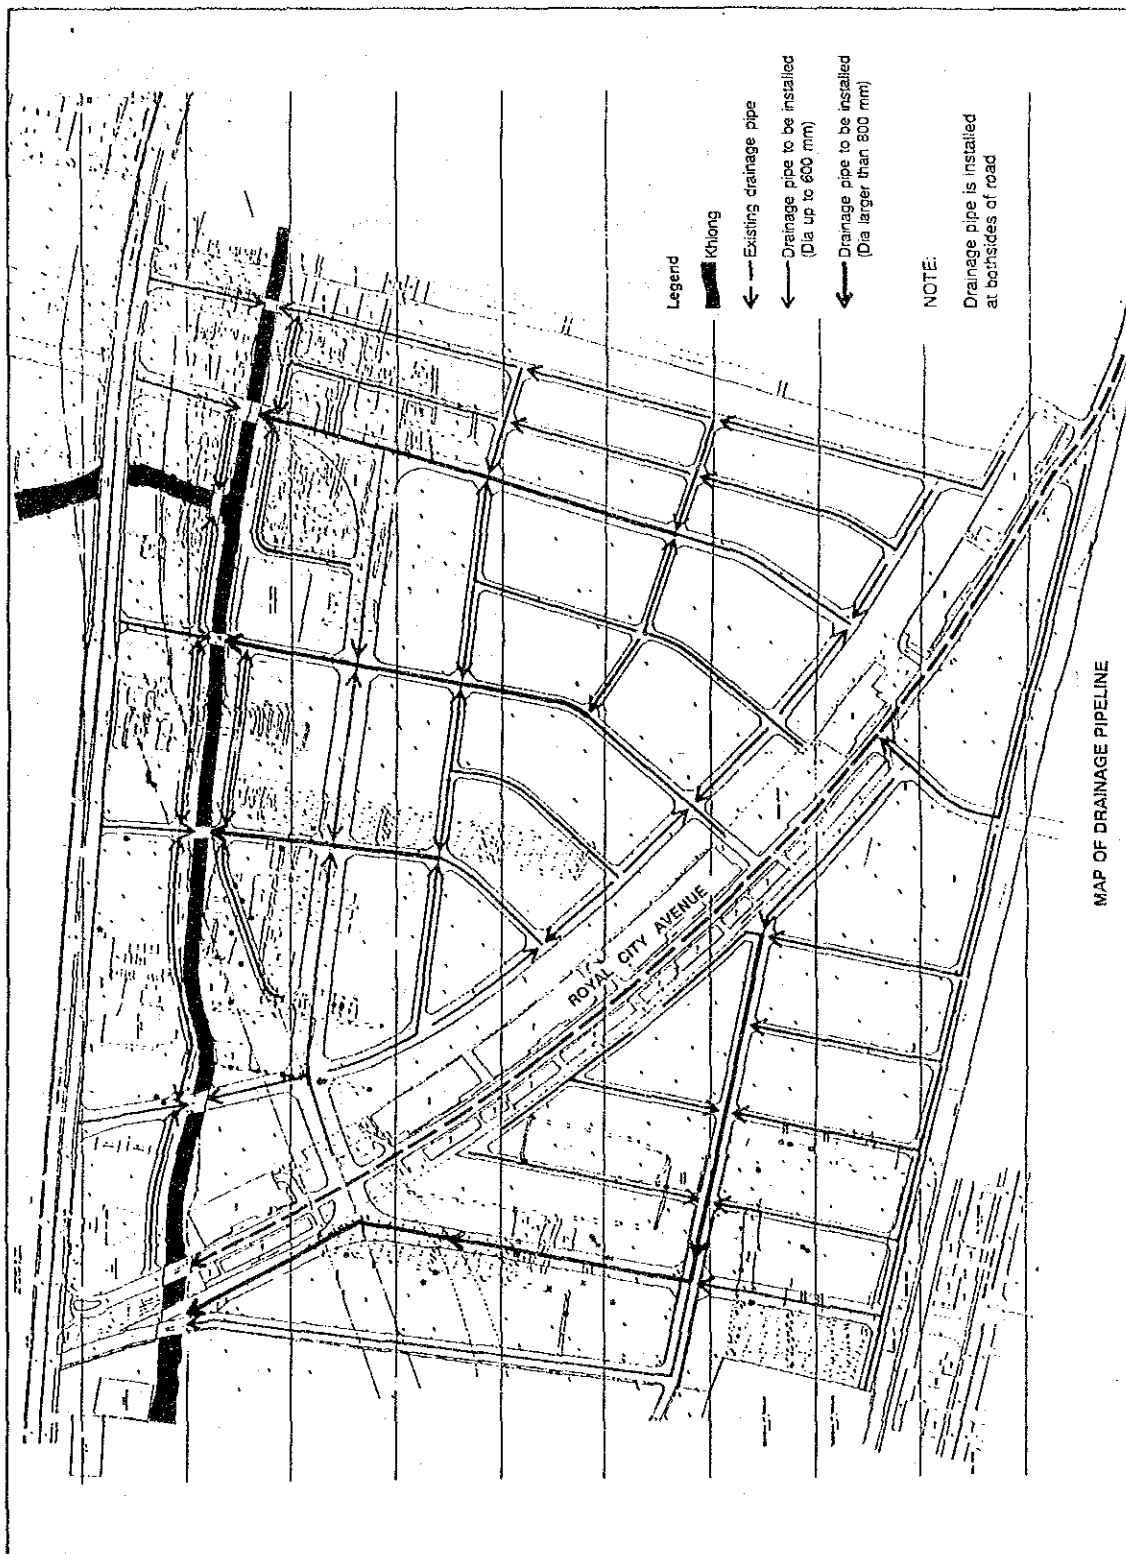 Legend
Khlong
Existing drainage pipe
Drainage pipe to be installed
(Dia up to 600 mm)
Drainage pipe to be installed
(Dia larger than 800 mm)
NOTE:
Drainage pipe is installed
at bothsides of road
ROYAL CITY AVENUE
MAP OF DRAINAGE PIPELINE